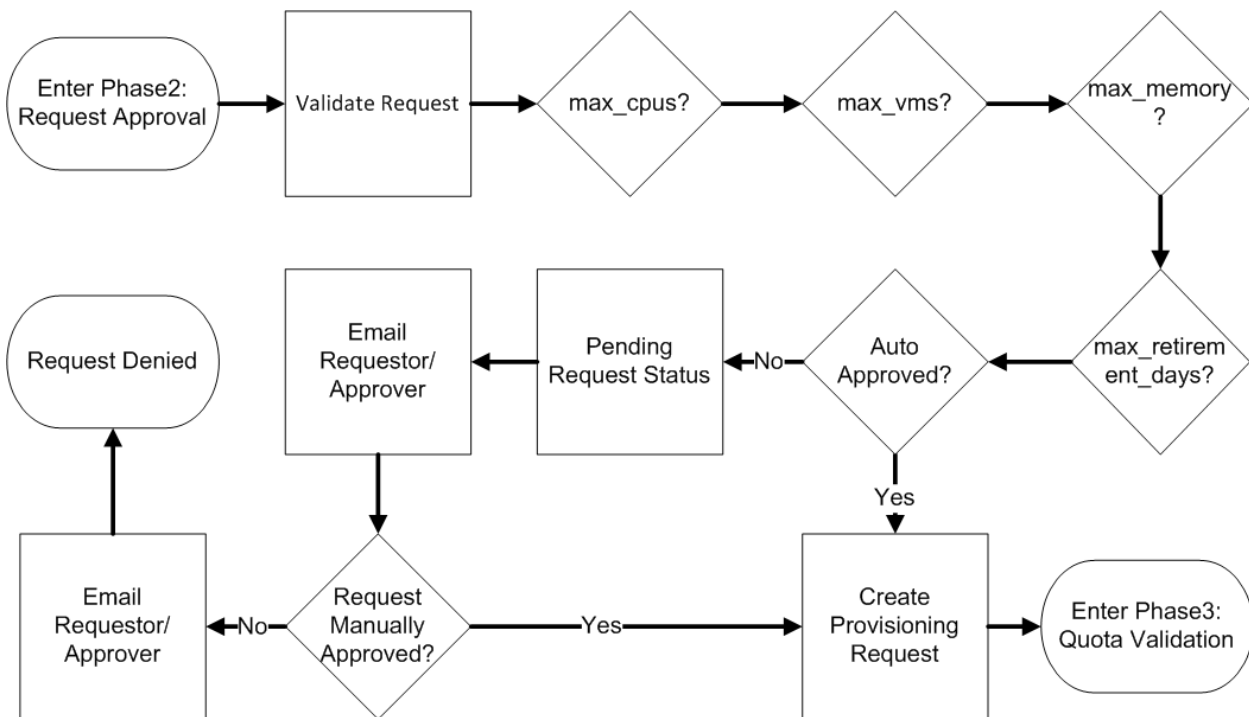 Enter Phase2:
Request Approval
Validate Request
max_cpus?
max_vms?
max_memory
?
max_retirem
ent_days?
Auto
Approved?
No
Pending
Request Status
Email
Requestor/
Approver
Request Denied
Yes
Email
Requestor/
Approver
No
Request
Manually
Approved?
Yes
Create
Provisioning
Request
Enter Phase3:
Quota Validation